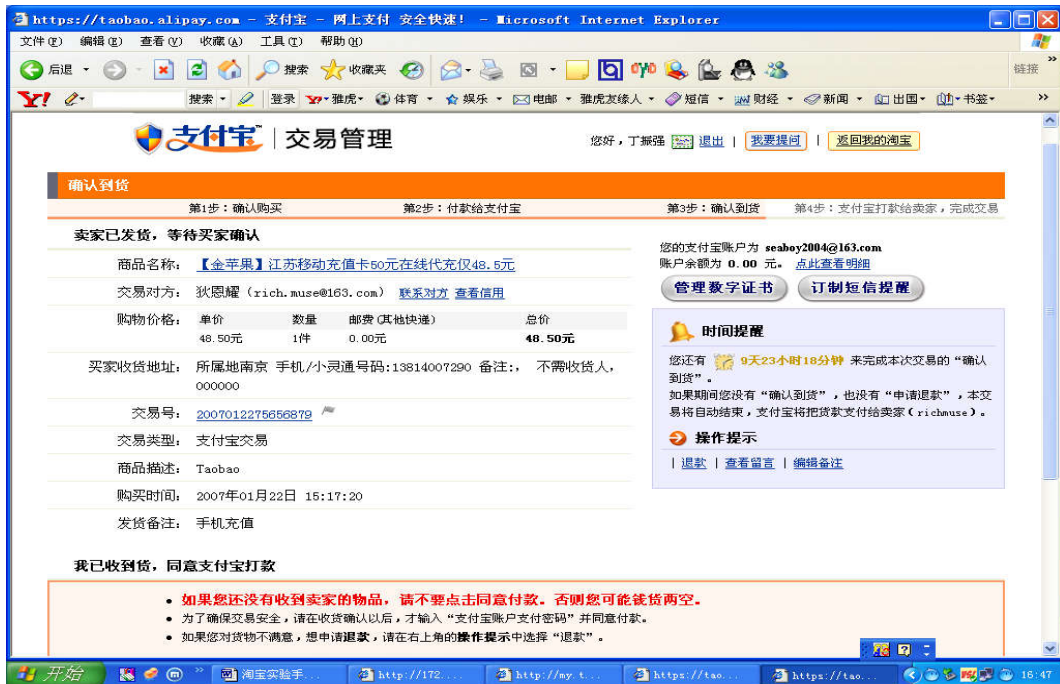 https://taobao.alipay.com - 支付宝 - 网上支付 安全快速! - Microsoft Internet Explorer
文件(F) 编辑(E) 查看(V) 收藏(A) 工具(T) 帮助(H)
后退 搜索 收藏夹 链接 »
Y! 搜索 登录 雅虎 体育 娱乐 电邮 雅虎友缘人 短信 财经 新闻 出国 书签 »
支付宝 交易管理
您好，丁振强 退出 | 我要提问 | 返回我的淘宝
确认到货
第1步：确认购买 第2步：付款给支付宝 第3步：确认到货 第4步：支付宝打款给卖家，完成交易
卖家已发货，等待买家确认
商品名称： 【金苹果】江苏移动充值卡50元在线代充仅48.5元
交易对方： 狄恩耀（rich.muse@163.com） 联系对方 查看信用
购物价格： 单价 数量 邮费(其他快递) 总价
48.50元 1件 0.00元 48.50元
买家收货地址： 所属地南京 手机/小灵通号码:13814007290 备注:， 不需收货人，
000000
交易号： 2007012275656879
交易类型： 支付宝交易
商品描述： Taobao
购买时间： 2007年01月22日 15:17:20
发货备注： 手机充值
您的支付宝账户为 seaboy2004@163.com
账户余额为 0.00 元。 点此查看明细
管理数字证书 订制短信提醒
时间提醒
您还有 9天23小时18分钟 来完成本次交易的“确认
到货”。
如果期间您没有“确认到货”，也没有“申请退款”，本交
易将自动结束，支付宝将把货款支付给卖家(richmuse)。
操作提示
| 退款 | 查看留言 | 编辑备注
我已收到货，同意支付宝打款
• 如果您还没有收到卖家的物品，请不要点击同意付款。否则您可能钱货两空。
• 为了确保交易安全，请在收货确认以后，才输入“支付宝账户支付密码”并同意付款。
• 如果您对货物不满意，想申请退款，请在右上角的操作提示中选择“退款”。
开始 » 淘宝实验手... http://172.... http://my.t... https://tao... https://tao... 16:47